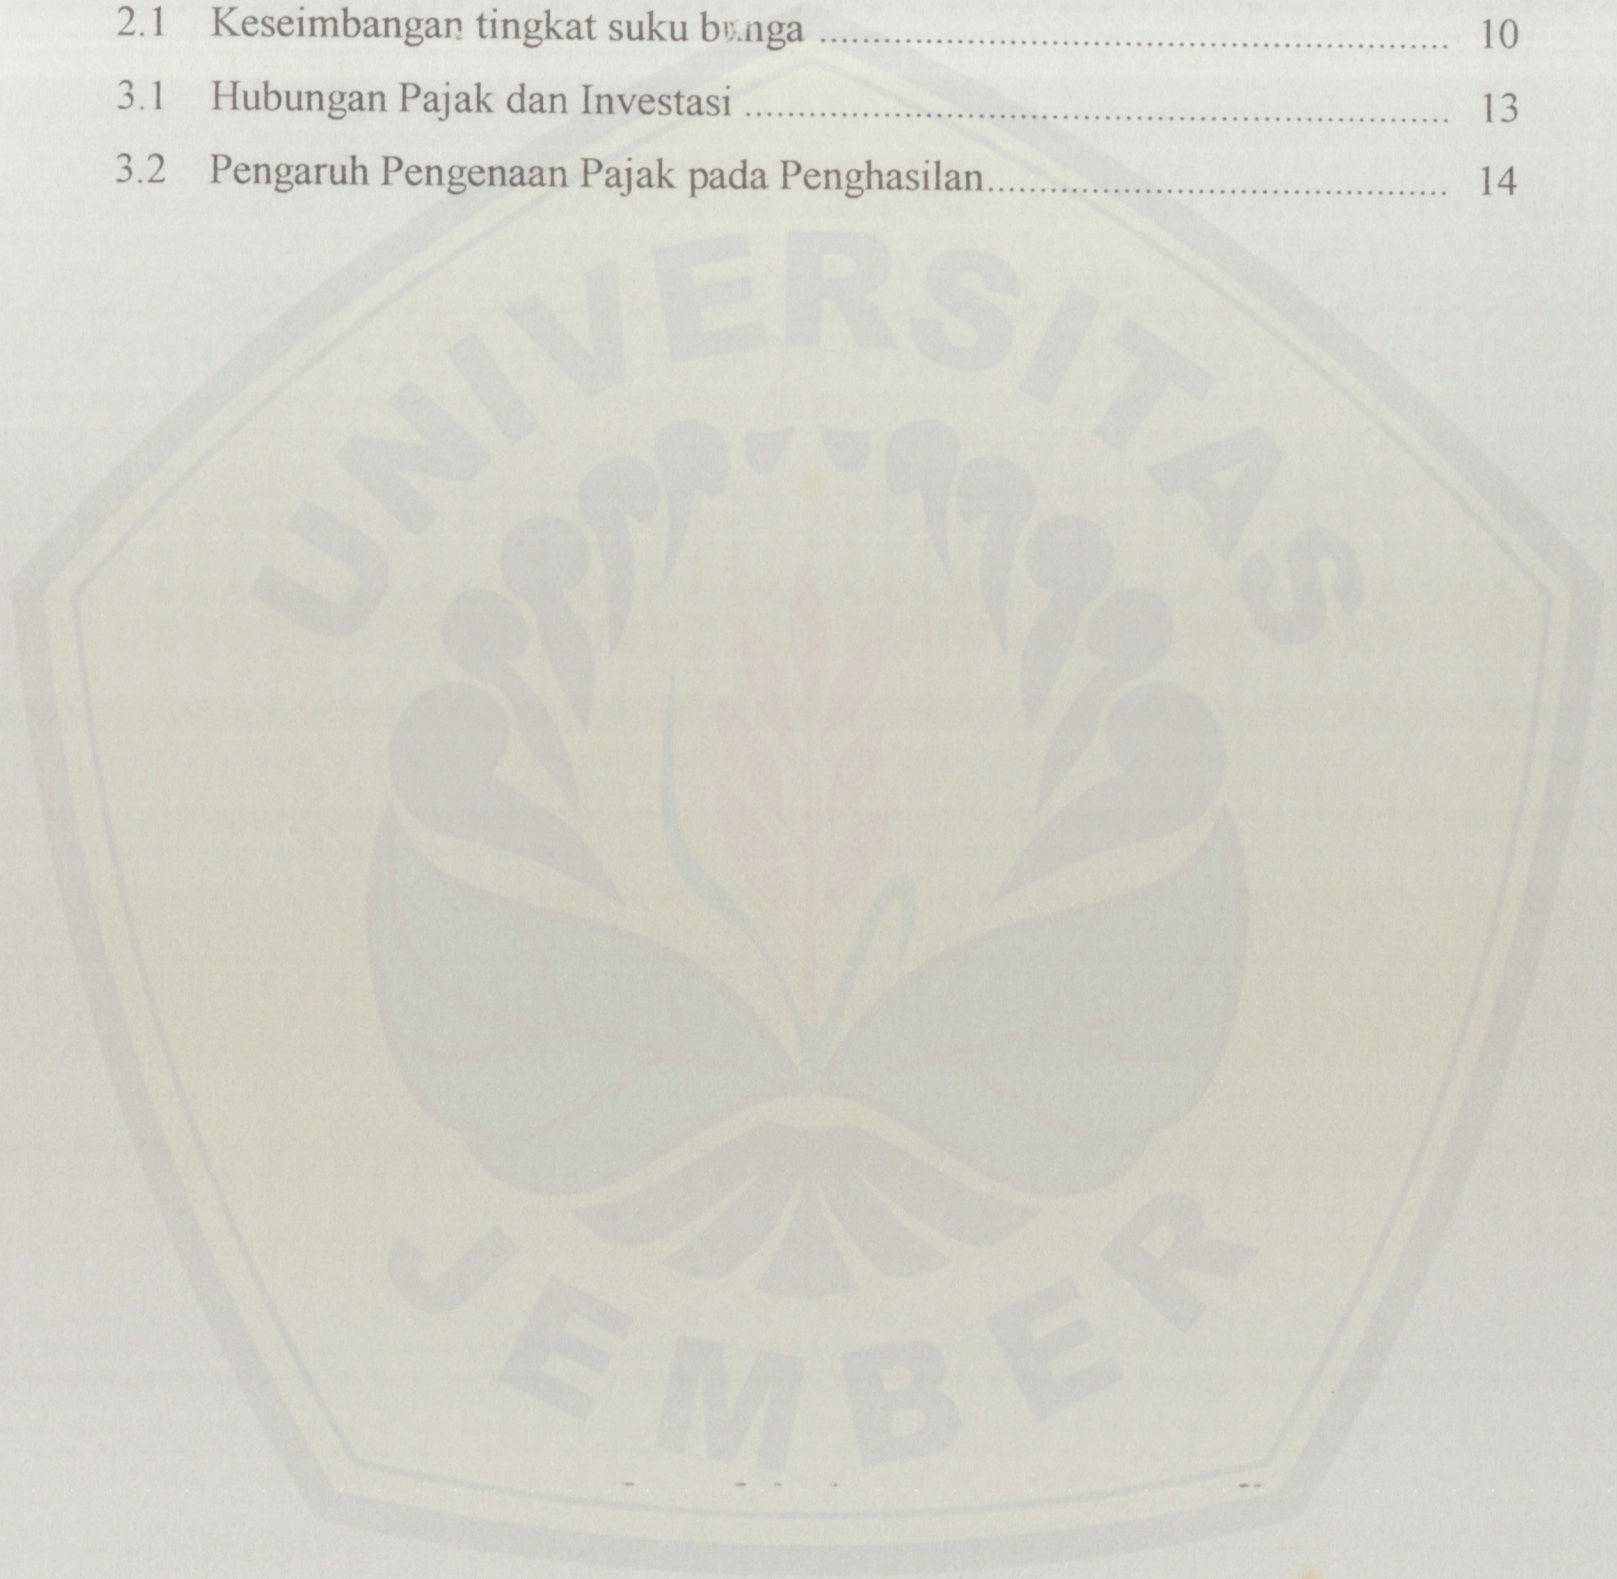 2.1 Keseimbangan tingkat suku bunga ........................................................... 10
3.1 Hubungan Pajak dan Investasi .................................................................. 13
3.2 Pengaruh Pengenaan Pajak pada Penghasilan........................................... 14
UNIVERSITAS
JEMBER